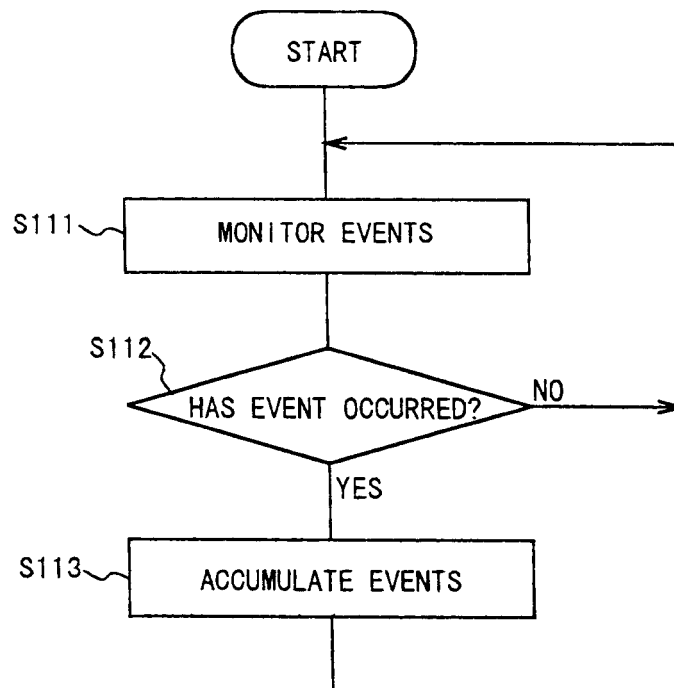 START
S111
MONITOR EVENTS
S112
HAS EVENT OCCURRED?
NO
YES
S113
ACCUMULATE EVENTS